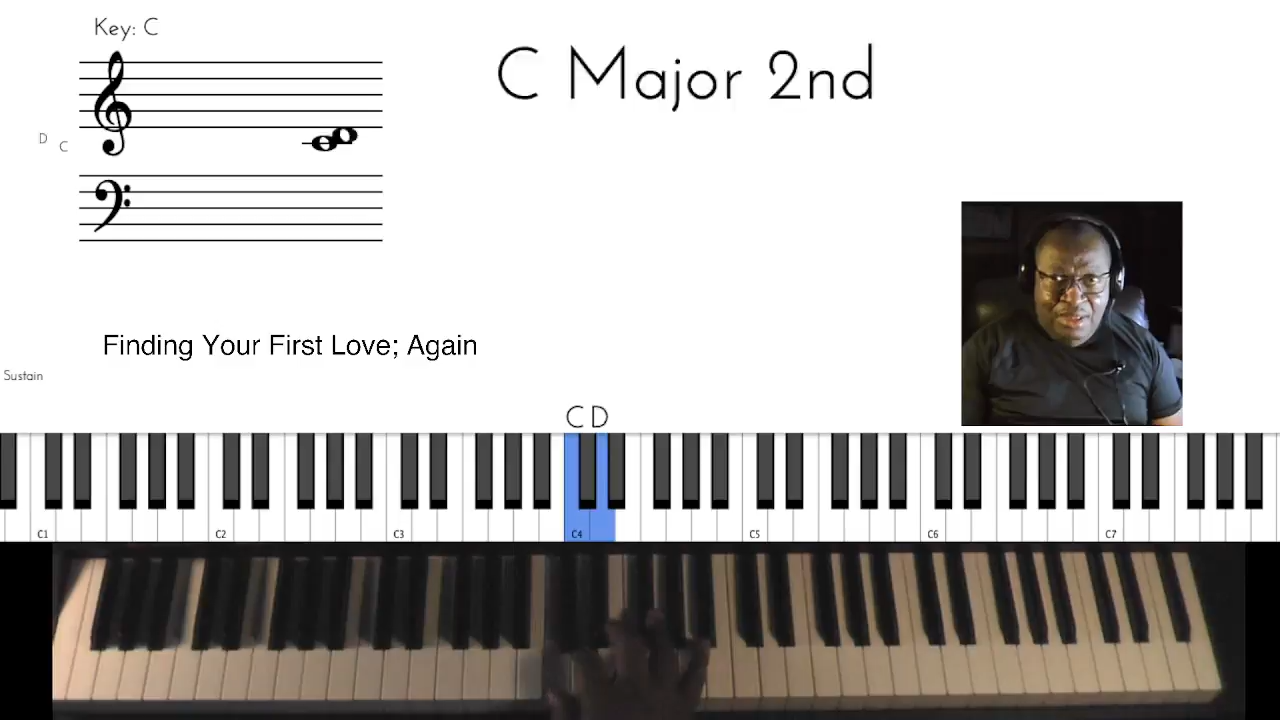 Key: C
C Major 2nd
D
C
Finding Your First Love; Again
Sustain
C D
C1 C2 C3 C4 C5 C6 C7